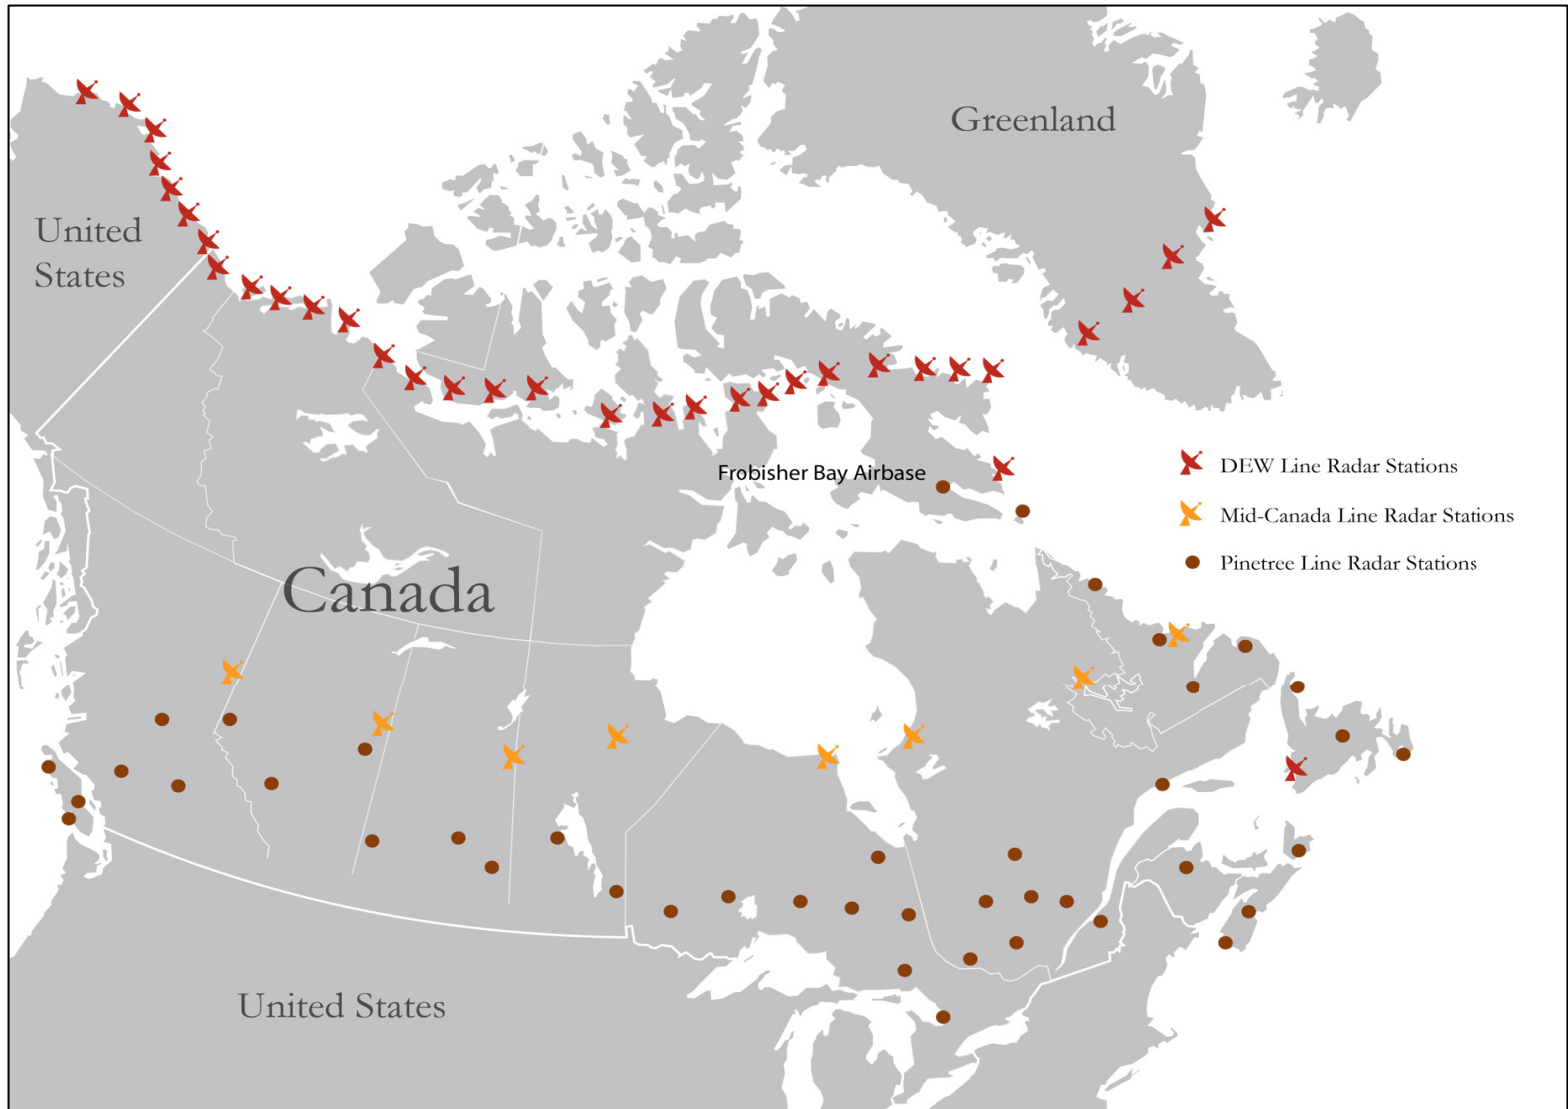 Greenland
United
States
Frobisher Bay Airbase
DEW Line Radar Stations
Mid-Canada Line Radar Stations
Pinetree Line Radar Stations
Canada
United States